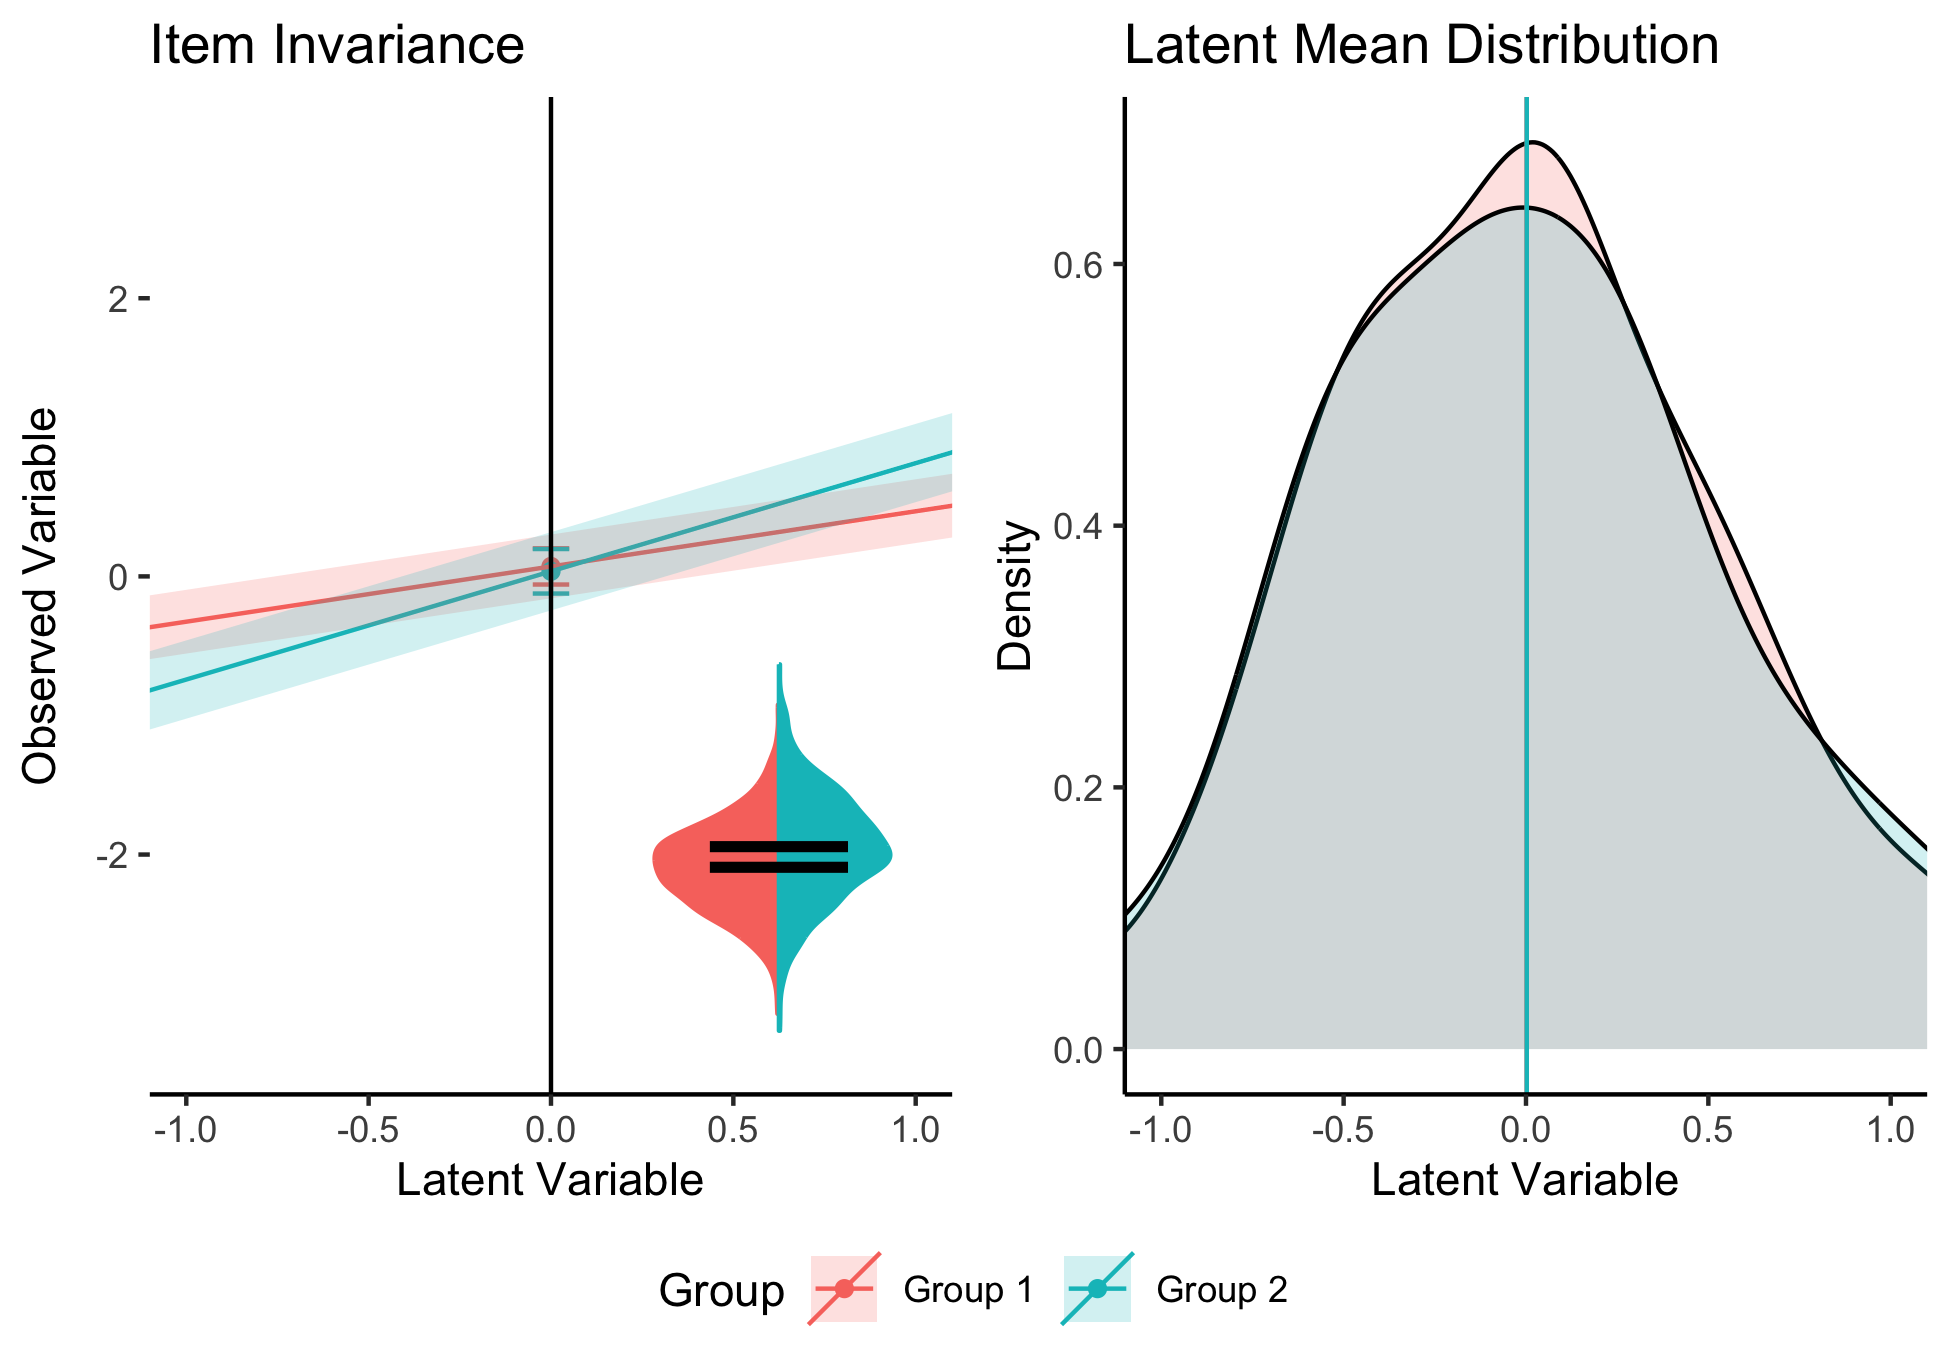 Item Invariance
Observed Variable
2
0
-2
-1.0 -0.5 0.0 0.5 1.0
Latent Variable
Latent Mean Distribution
Density
0.6
0.4
0.2
0.0
-1.0 -0.5 0.0 0.5 1.0
Latent Variable
Group Group 1 Group 2